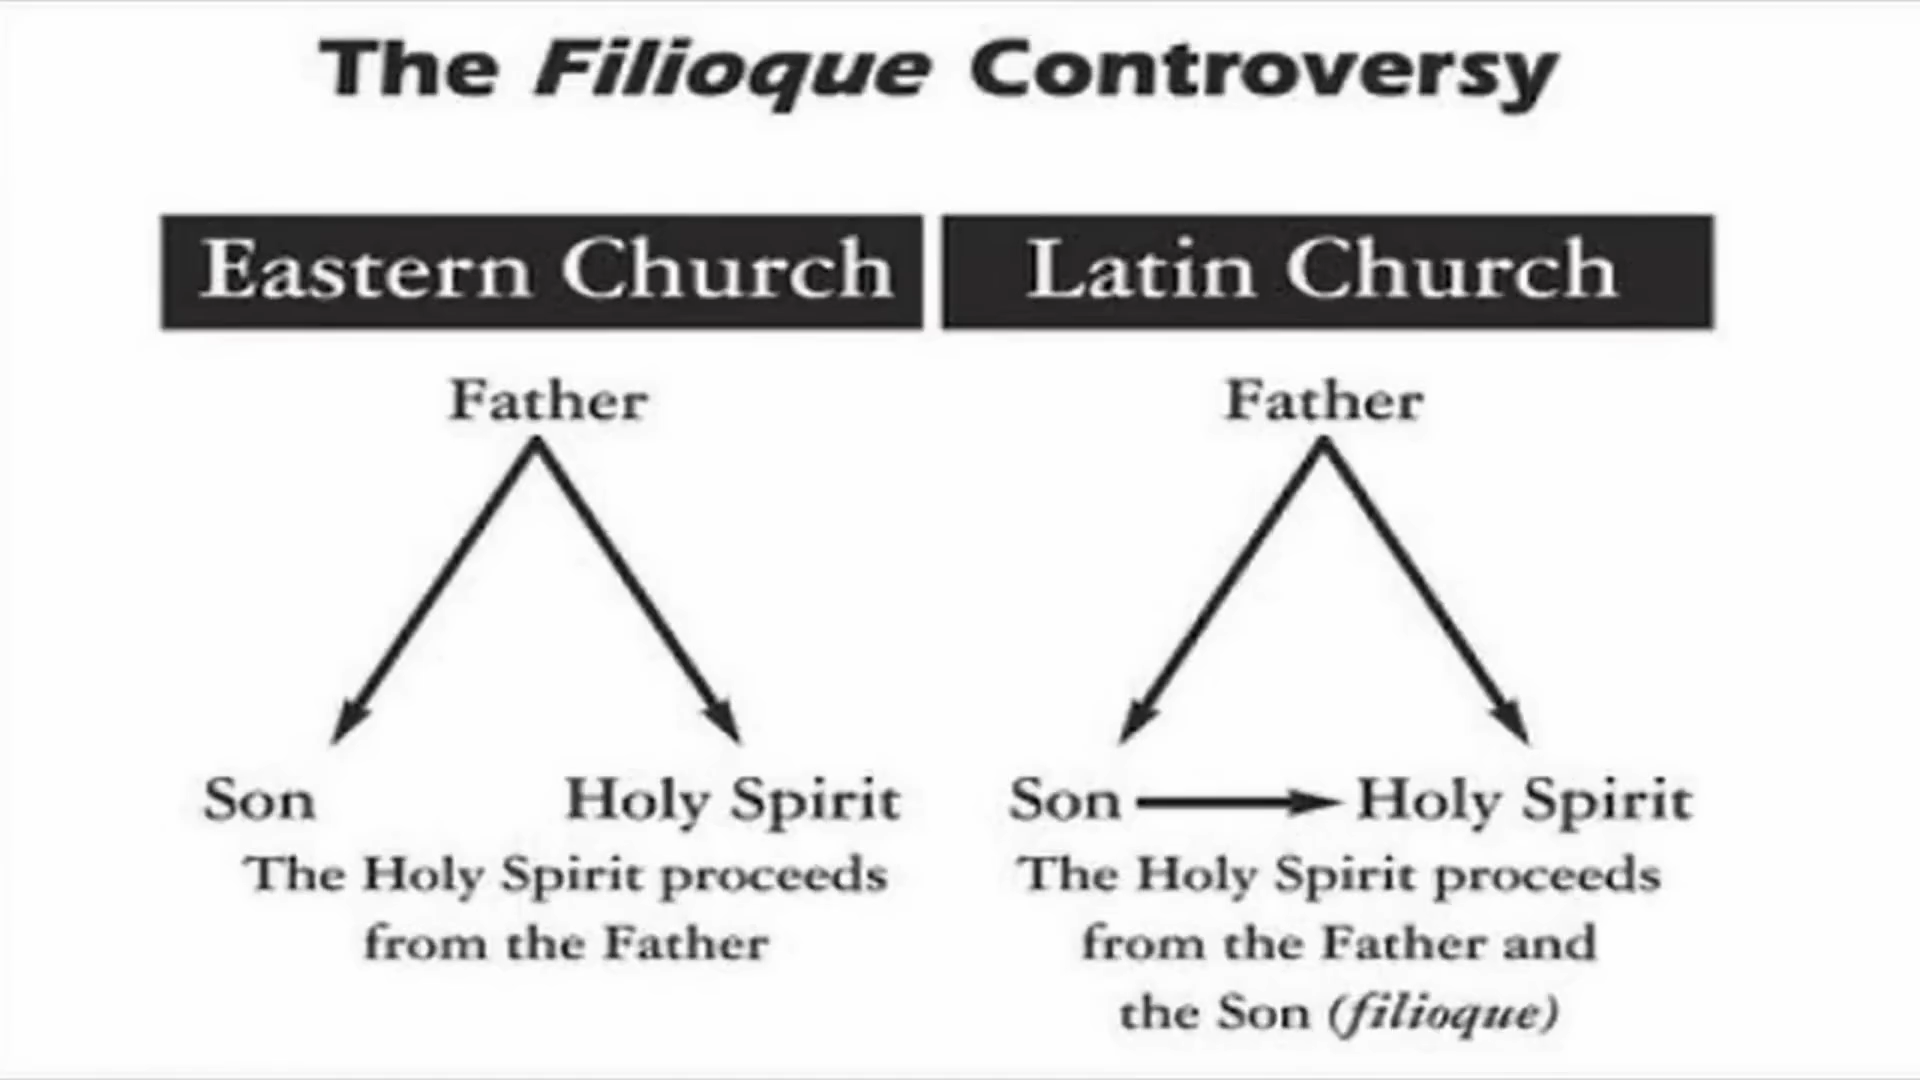 The Filioque Controversy
Eastern Church
Father
Son
Holy Spirit
The Holy Spirit proceeds
from the Father
Latin Church
Father
Son
Holy Spirit
The Holy Spirit proceeds
from the Father and
the Son (filioque)